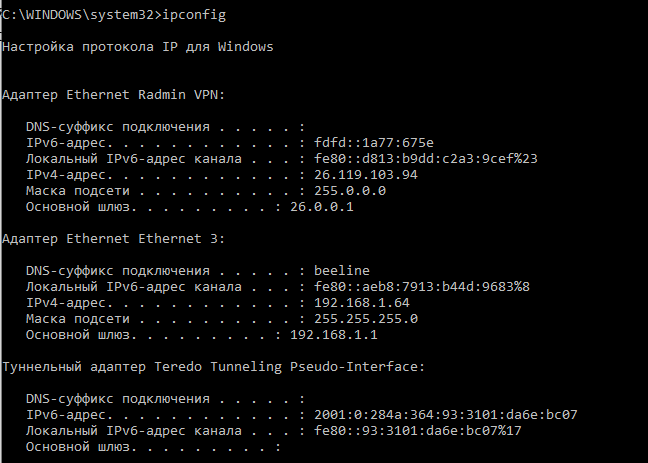 C:\WINDOWS\system32>ipconfig
Настройка протокола IP для Windows
Адаптер Ethernet Radmin VPN:
DNS-суффикс подключения . . . . . :
IPv6-адрес. . . . . . . . . . . . : fdfd::1a77:675e
Локальный IPv6-адрес канала . . . : fe80::d813:b9dd:c2a3:9cef%23
IPv4-адрес. . . . . . . . . . . . : 26.119.103.94
Маска подсети . . . . . . . . . . : 255.0.0.0
Основной шлюз. . . . . . . . . : 26.0.0.1
Адаптер Ethernet Ethernet 3:
DNS-суффикс подключения . . . . . : beeline
Локальный IPv6-адрес канала . . . : fe80::aeb8:7913:b44d:9683%8
IPv4-адрес. . . . . . . . . . . . : 192.168.1.64
Маска подсети . . . . . . . . . . : 255.255.255.0
Основной шлюз. . . . . . . . . : 192.168.1.1
Туннельный адаптер Teredo Tunneling Pseudo-Interface:
DNS-суффикс подключения . . . . . :
IPv6-адрес. . . . . . . . . . . . : 2001:0:284a:364:93:3101:da6e:bc07
Локальный IPv6-адрес канала . . . : fe80::93:3101:da6e:bc07%17
Основной шлюз. . . . . . . . . :